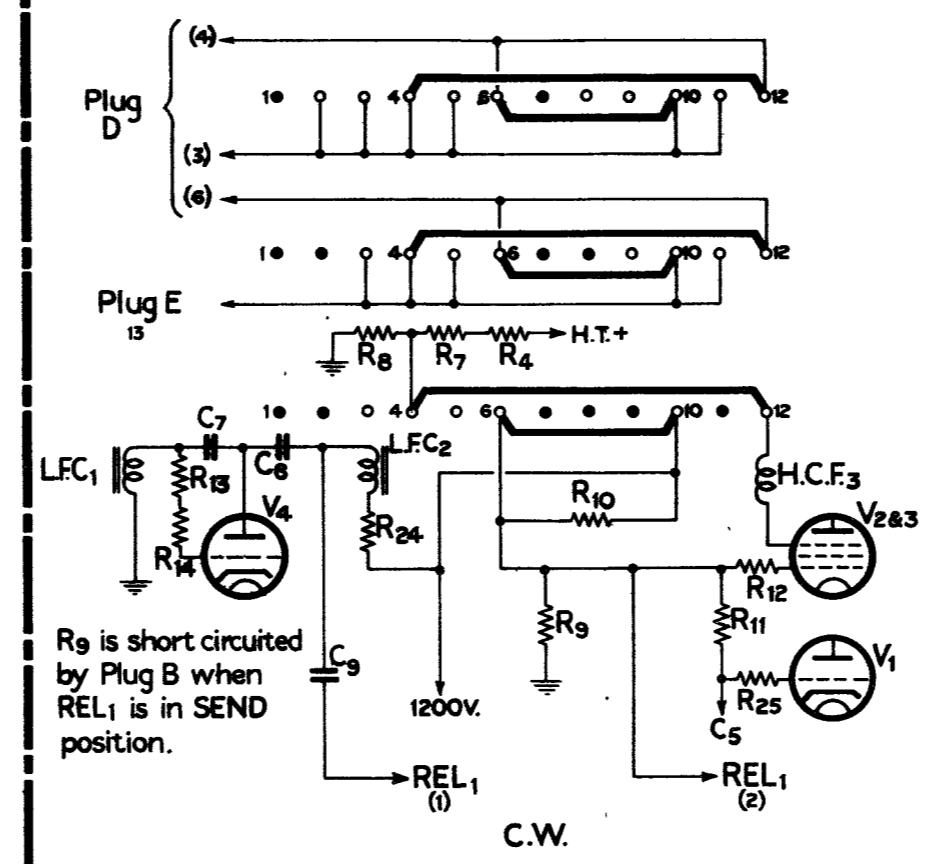 (4)
Plug
D
1 4 6 10 12
(3)
(6)
1 4 6 10 12
Plug E
13
R8 R7 R4 H.T.+
1 4 6 10 12
C7
L.F.C1 C6 L.F.C2 H.C.F.3
R13 R10 V2&3
V4 R24
R14 R12
R9 R11
R9 is short circuited
by Plug B when
REL1 is in SEND
position.
C9 V1
R25
1200V. C5
REL1 REL1
(1) (2)
C.W.